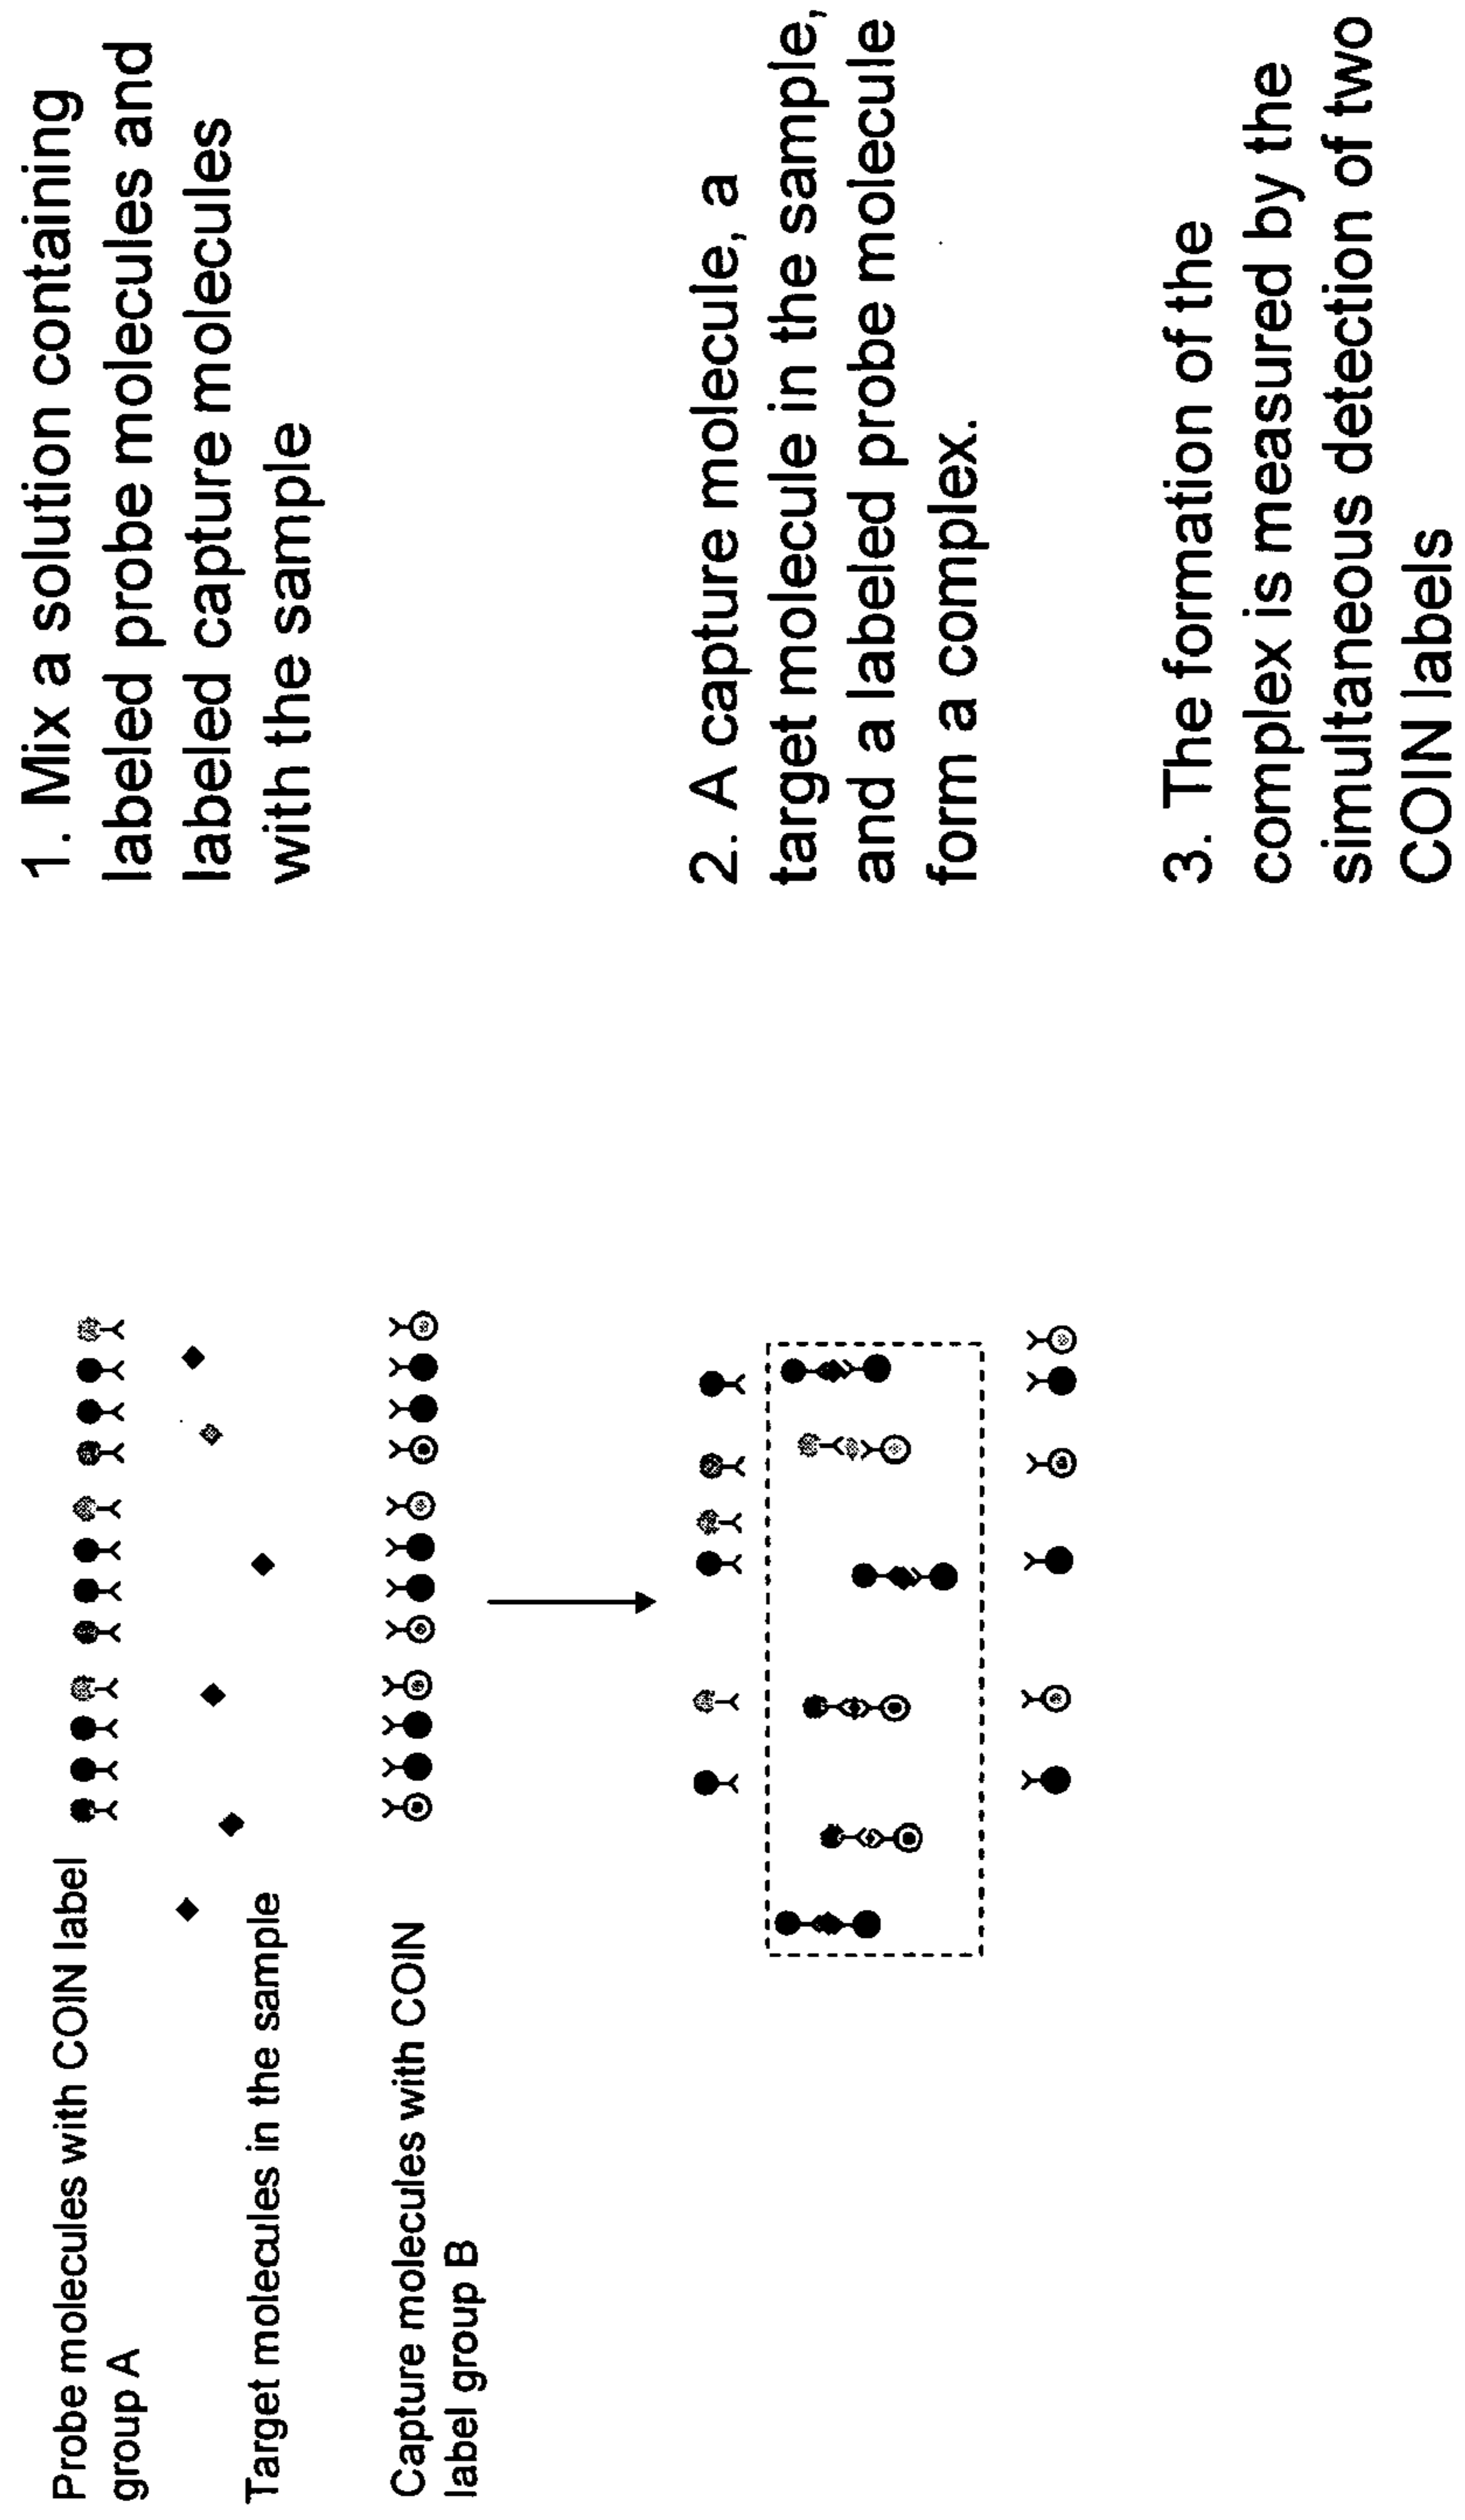 Probe molecules with COIN label
group A
Target molecules in the sample
Capture molecules with COIN
label group B
1. Mix a solution containing
labeled probe molecules and
labeled capture molecules
with the sample
2. A capture molecule, a
target molecule in the sample,
and a labeled probe molecule
form a complex.
3. The formation of the
complex is measured by the
simultaneous detection of two
COIN labels